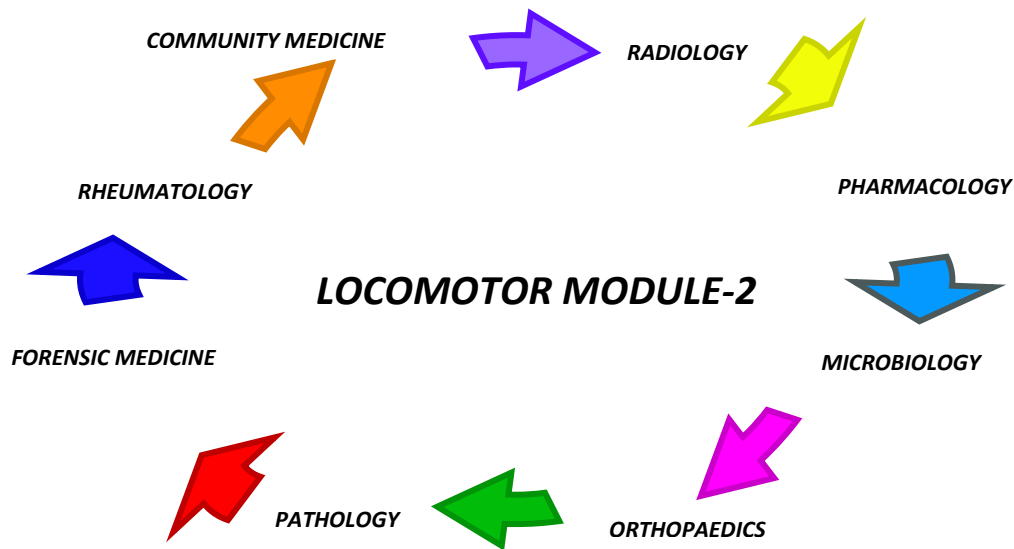 COMMUNITY MEDICINE
RADIOLOGY
RHEUMATOLOGY
PHARMACOLOGY
LOCOMOTOR MODULE-2
FORENSIC MEDICINE
MICROBIOLOGY
PATHOLOGY
ORTHOPAEDICS